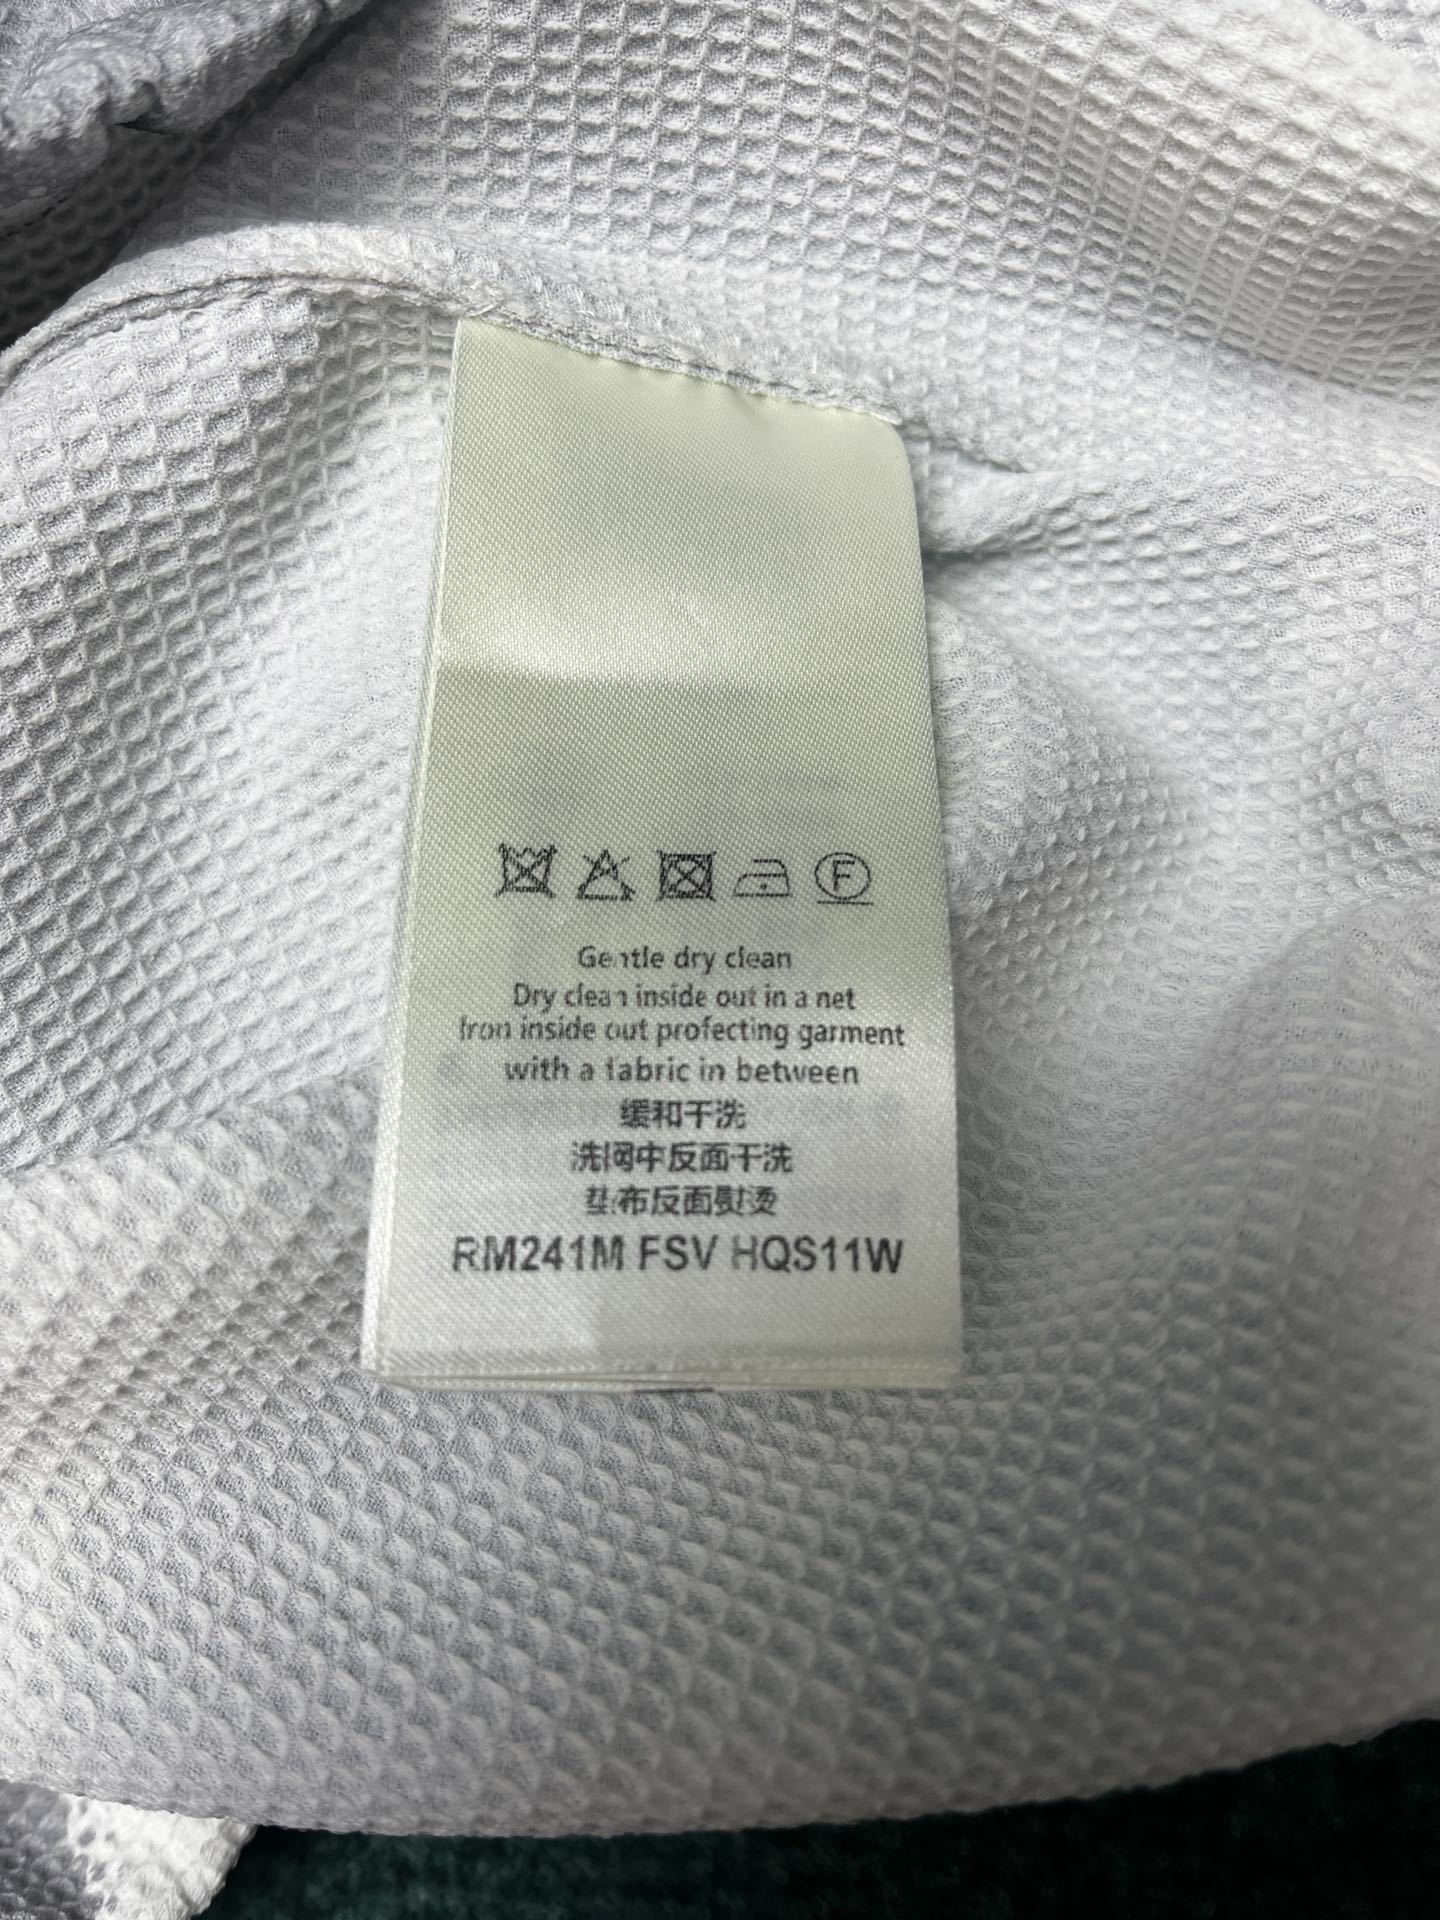 F
Gentle dry clean
Dry clean inside out in a net
Iron inside out profecting garment
with a fabric in between
缓和干洗
洗网中反面干洗
垫布反面熨烫
RM241M FSV HQS11W